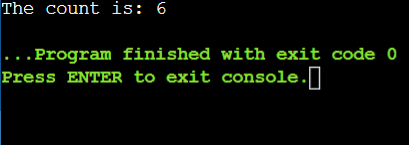 The count is: 6
...Program finished with exit code 0
Press ENTER to exit console.